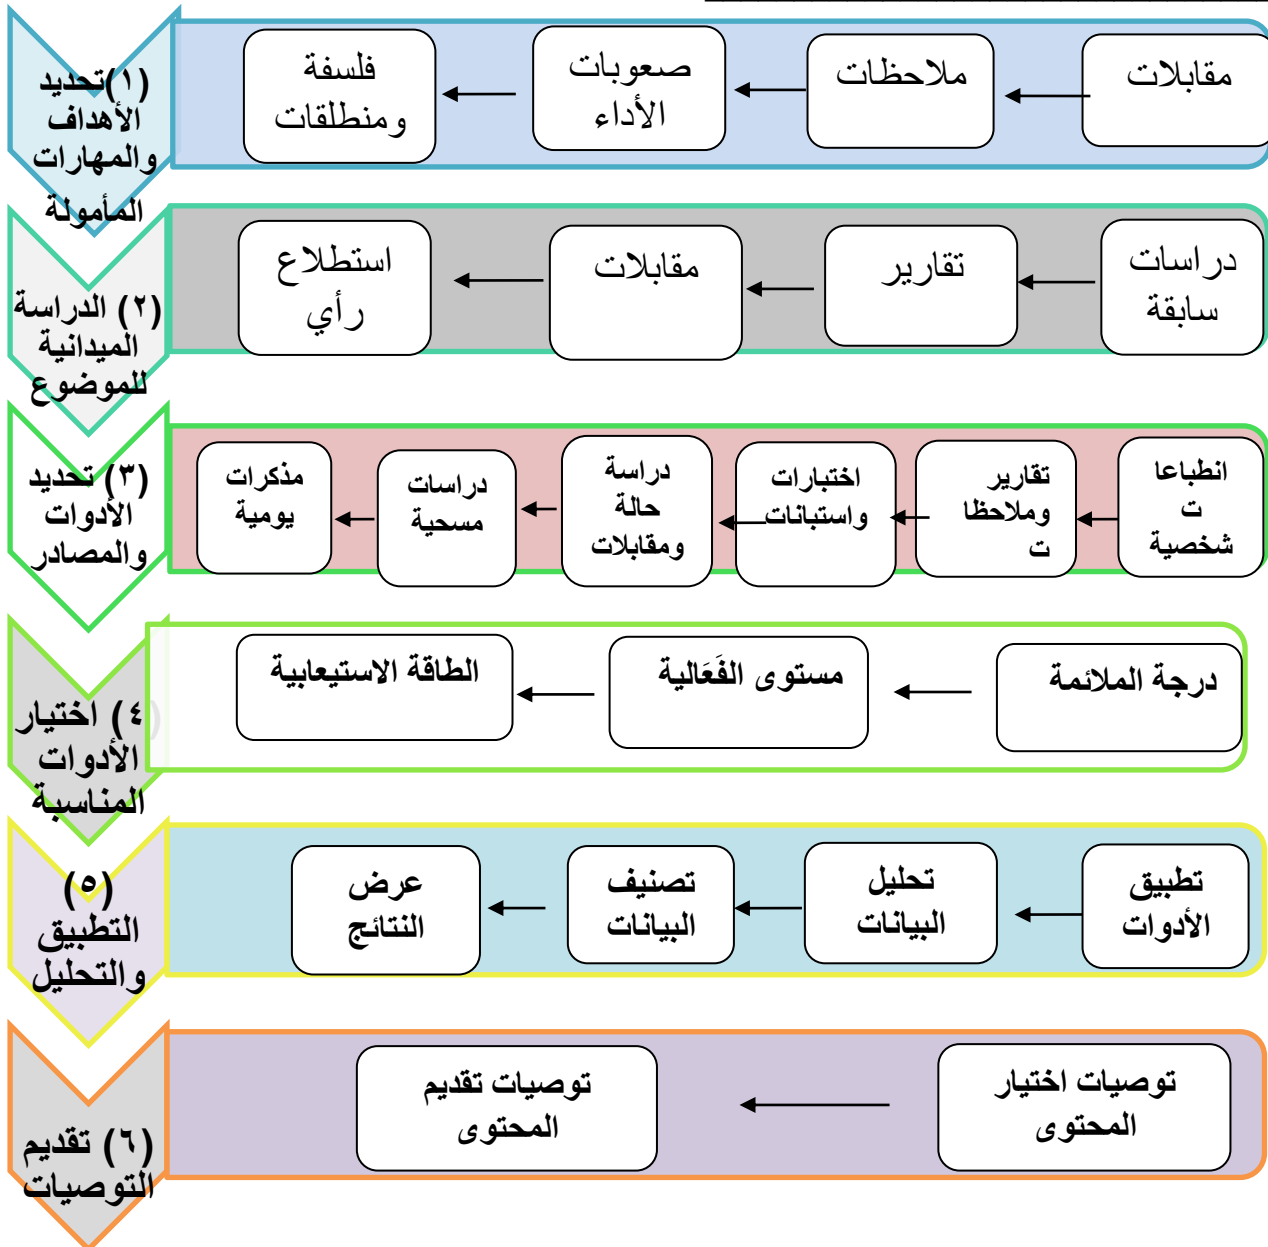 (١)تحديد
الأهداف
والمهارات
المأمولة
مقابلات
ملاحظات
صعوبات
الأداء
فلسفة
ومنطلقات
(٢) الدراسة
الميدانية
للموضوع
دراسات
سابقة
تقارير
مقابلات
استطلاع
رأي
(٣) تحديد
الأدوات
والمصادر
انطباعا
ت
شخصية
تقارير
وملاحظا
ت
اختبارات
واستبانات
دراسة
حالة
ومقابلات
دراسات
مسحية
مذكرات
يومية
(٤) اختيار
الأدوات
المناسبة
درجة الملائمة
مستوى الفَعَالية
الطاقة الاستيعابية
(٥)
التطبيق
والتحليل
تطبيق
الأدوات
تحليل
البيانات
تصنيف
البيانات
عرض
النتائج
(٦) تقديم
التوصيات
توصيات اختيار
المحتوى
توصيات تقديم
المحتوى